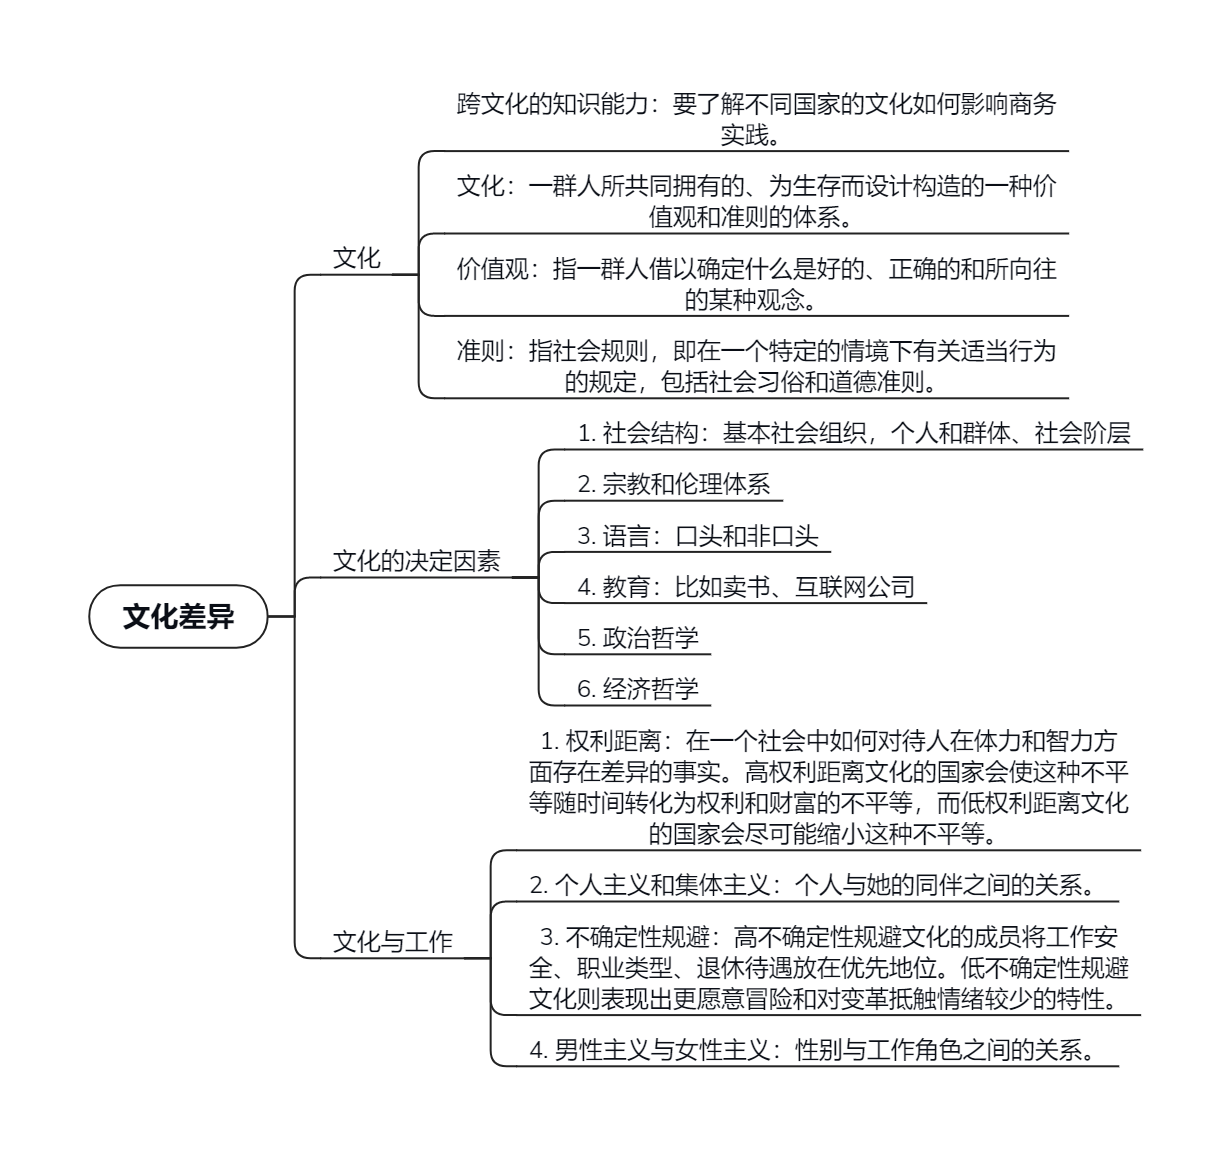 跨文化的知识能力：要了解不同国家的文化如何影响商务
实践。
文化：一群人所共同拥有的、为生存而设计构造的一种价
值观和准则的体系。
文化
价值观：指一群人借以确定什么是好的、正确的和所向往
的某种观念。
准则：指社会规则，即在一个特定的情境下有关适当行为
的规定，包括社会习俗和道德准则。
1. 社会结构：基本社会组织，个人和群体、社会阶层
2. 宗教和伦理体系
3. 语言：口头和非口头
文化的决定因素
4. 教育：比如卖书、互联网公司
文化差异
5. 政治哲学
6. 经济哲学
1. 权利距离：在一个社会中如何对待人在体力和智力方
面存在差异的事实。高权利距离文化的国家会使这种不平
等随时间转化为权利和财富的不平等，而低权利距离文化
的国家会尽可能缩小这种不平等。
2. 个人主义和集体主义：个人与她的同伴之间的关系。
文化与工作
3. 不确定性规避：高不确定性规避文化的成员将工作安
全、职业类型、退休待遇放在优先地位。低不确定性规避
文化则表现出更愿意冒险和对变革抵触情绪较少的特性。
4. 男性主义与女性主义：性别与工作角色之间的关系。